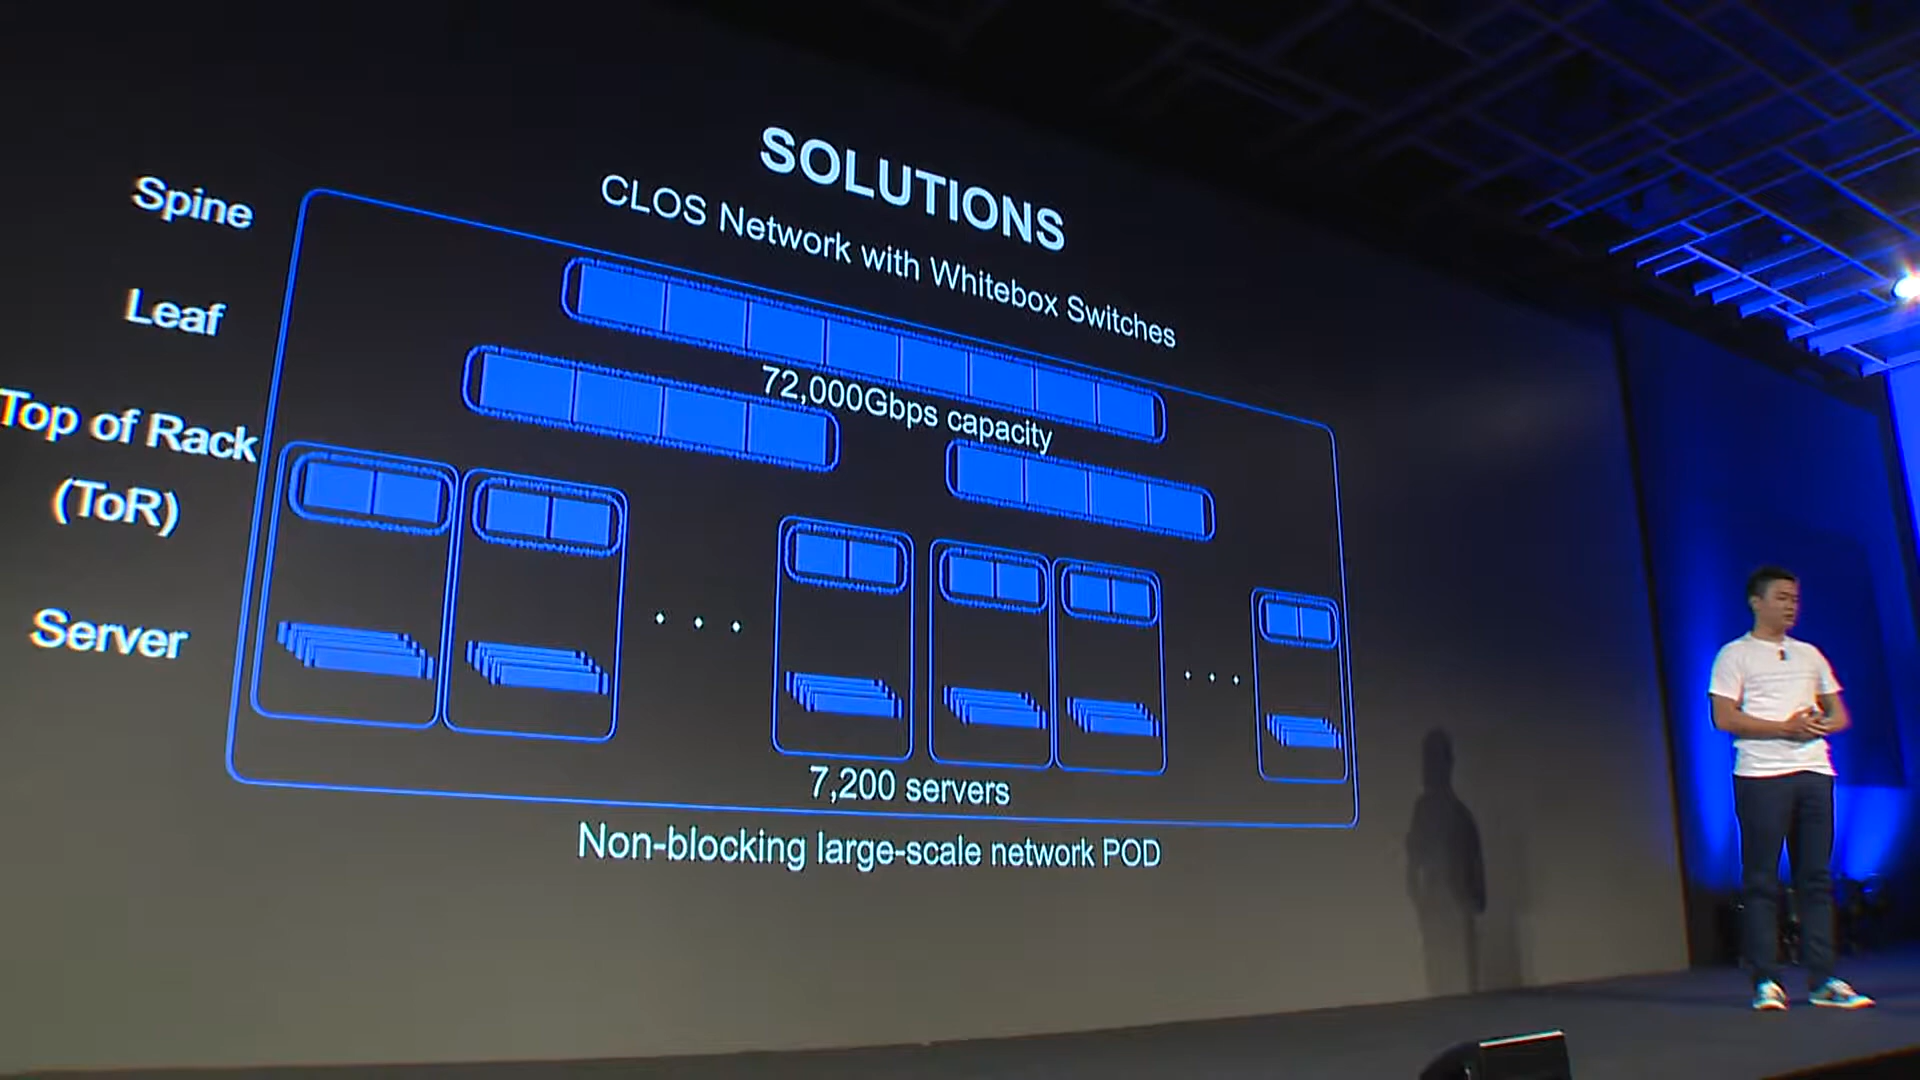 SOLUTIONS
CLOS Network with Whitebox Switches
Spine
Leaf
72,000Gbps capacity
Top of Rack
(ToR)
Server
7,200 servers
Non-blocking large-scale network POD